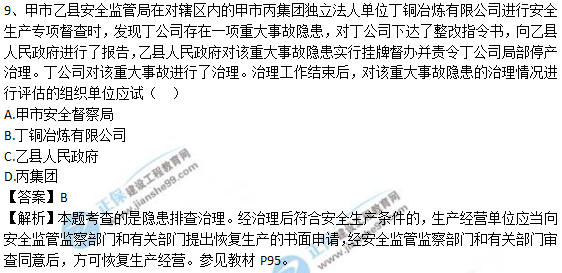 9、甲市乙县安全监管局在对辖区内的甲市丙集团独立法人单位丁铜冶炼有限公司进行安全
生产专项督查时，发现丁公司存在一项重大事故隐患，对丁公司下达了整改指令书，向乙县
人民政府进行了报告，乙县人民政府对该重大事故隐患实行挂牌督办并责令丁公司局部停产
治理。丁公司对该重大事故进行了治理。治理工作结束后，对该重大事故隐患的治理情况进
行评估的组织单位应试（ ）
A.甲市安全督察局
B.丁铜冶炼有限公司
C.乙县人民政府
D.丙集团
【答案】B
【解析】本题考查的是隐患排查治理。经治理后符合安全生产条件的，生产经营单位应当向
安全监管监察部门和有关部门提出恢复生产的书面申请，经安全监管监察部门和有关部门审
查同意后，方可恢复生产经营。参见教材 P95。
正保建设工程教育网
www.jianshe99.com